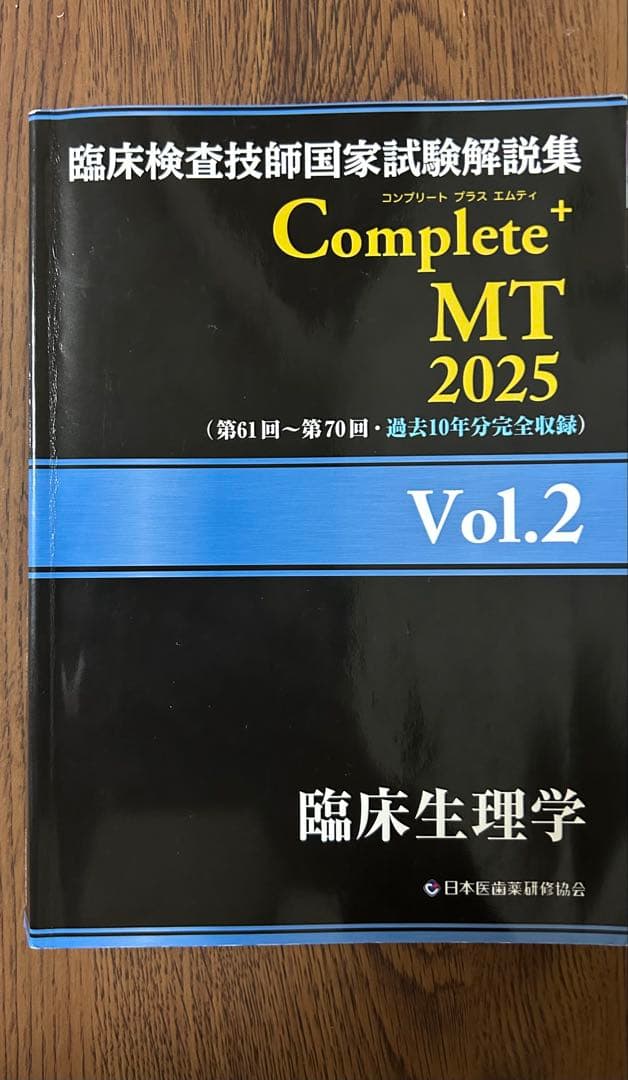 臨床検査技師国家試験解説集
コンプリート プラス エムティ
Complete+
MT
2025
（第61回～第70回・過去10年分完全収録）
Vol.2
臨床生理学
日本医歯薬研修協会